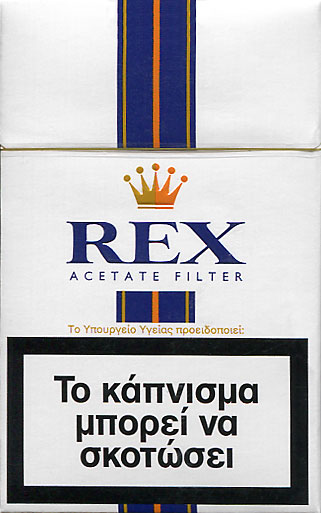 REX
ACETATE FILTER
Το Υπουργείο Υγείας προειδοποιεί:
Το κάπνισμα
μπορεί να
σκοτώσει